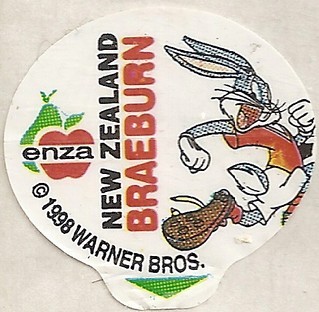 enza
NEW ZEALAND
BRAEBURN
© 1998 WARNER BROS.